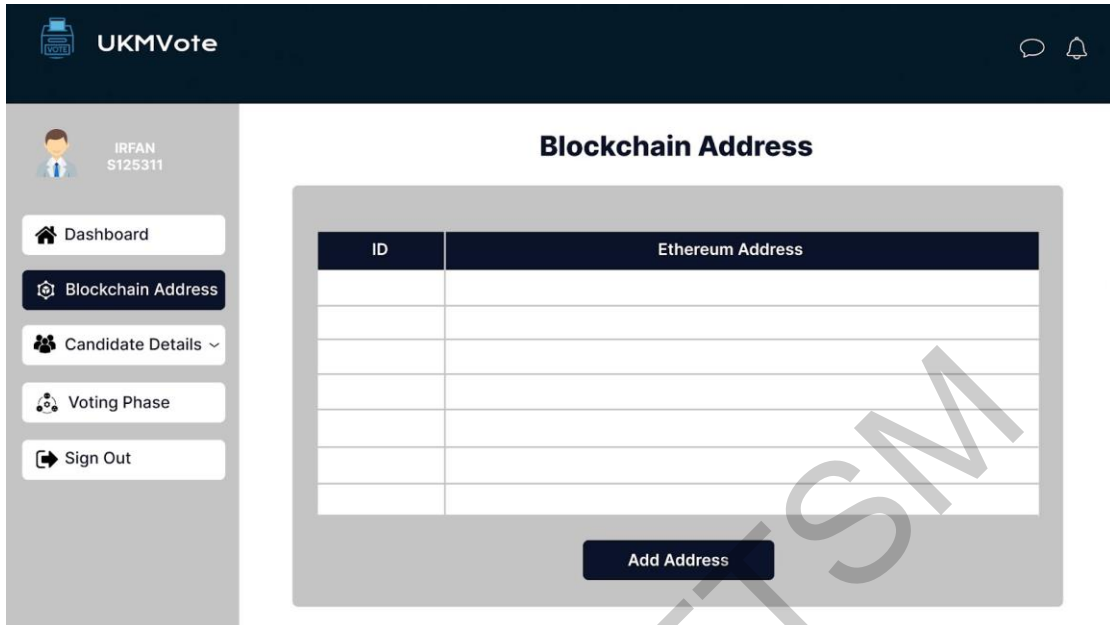 VOTE
UKMVote
IRFAN
S125311
Dashboard
Blockchain Address
Candidate Details
Voting Phase
Sign Out
Blockchain Address
ID Ethereum Address
Add Address
TSM